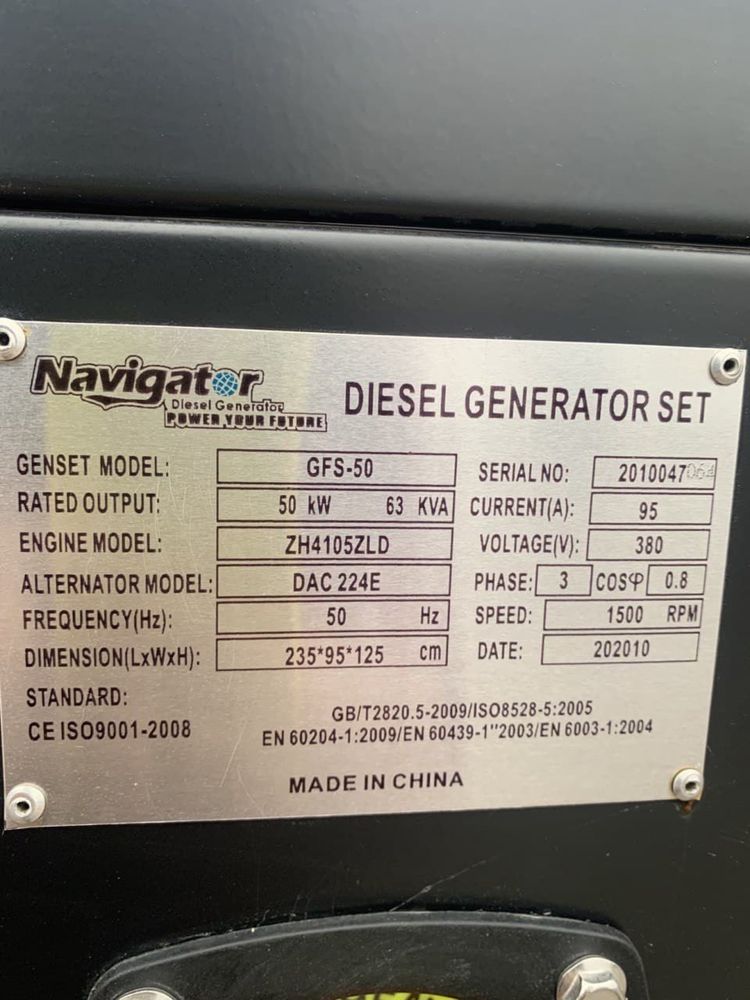 Navigator
Diesel Generator
POWER YOUR FUTURE
DIESEL GENERATOR SET
GENSET MODEL: GFS-50 SERIAL NO: 2010047064
RATED OUTPUT: 50 kW 63 KVA CURRENT(A): 95
ENGINE MODEL: ZH4105ZLD VOLTAGE(V): 380
ALTERNATOR MODEL: DAC 224E PHASE: 3 COSφ 0.8
FREQUENCY(Hz): 50 Hz SPEED: 1500 RPM
DIMENSION(LxWxH): 235*95*125 cm DATE: 202010
STANDARD:
CE ISO9001-2008
GB/T2820.5-2009/ISO8528-5:2005
EN 60204-1:2009/EN 60439-1"2003/EN 6003-1:2004
MADE IN CHINA